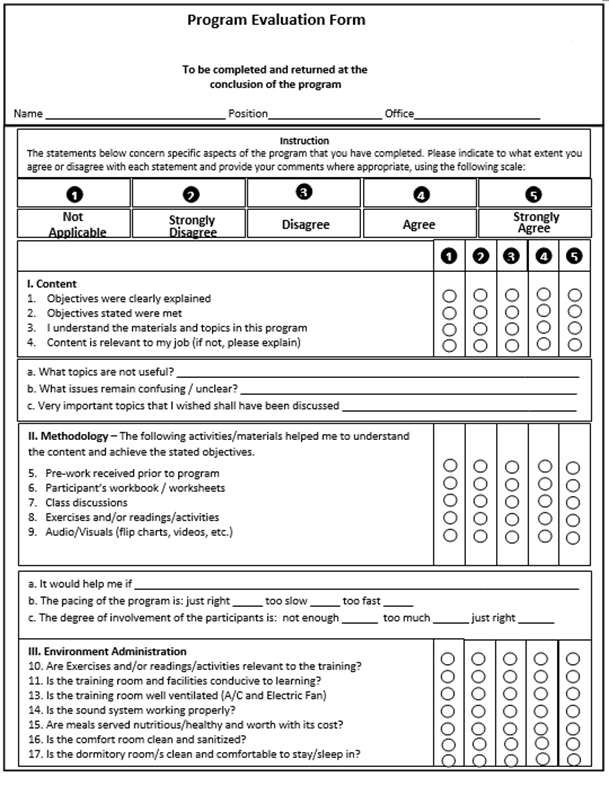 Program Evaluation Form
To be completed and returned at the
conclusion of the program
Name ______ Position______ Office______
Instruction
The statements below concern specific aspects of the program that you have completed. Please indicate to what extent you
agree or disagree with each statement and provide your comments where appropriate, using the following scale:
1 2 3 4 5
Not Applicable Strongly Disagree Disagree Agree Strongly Agree
1 2 3 4 5
I. Content
1. Objectives were clearly explained
2. Objectives stated were met
3. I understand the materials and topics in this program
4. Content is relevant to my job (if not, please explain)
a. What topics are not useful? ______
b. What issues remain confusing / unclear? ______
c. Very important topics that I wished shall have been discussed ______
II. Methodology – The following activities/materials helped me to understand
the content and achieve the stated objectives.
5. Pre-work received prior to program
6. Participant's workbook / worksheets
7. Class discussions
8. Exercises and/or readings/activities
9. Audio/Visuals (flip charts, videos, etc.)
a. It would help me if ______
b. The pacing of the program is: just right _____ too slow _____ too fast _____
c. The degree of involvement of the participants is: not enough ______ too much ______ just right ______
III. Environment Administration
10. Are Exercises and/or readings/activities relevant to the training?
11. Is the training room and facilities conducive to learning?
13. Is the training room well ventilated (A/C and Electric Fan)
14. Is the sound system working properly?
15. Are meals served nutritious/healthy and worth with its cost?
16. Is the comfort room clean and sanitized?
17. Is the dormitory room/s clean and comfortable to stay/sleep in?